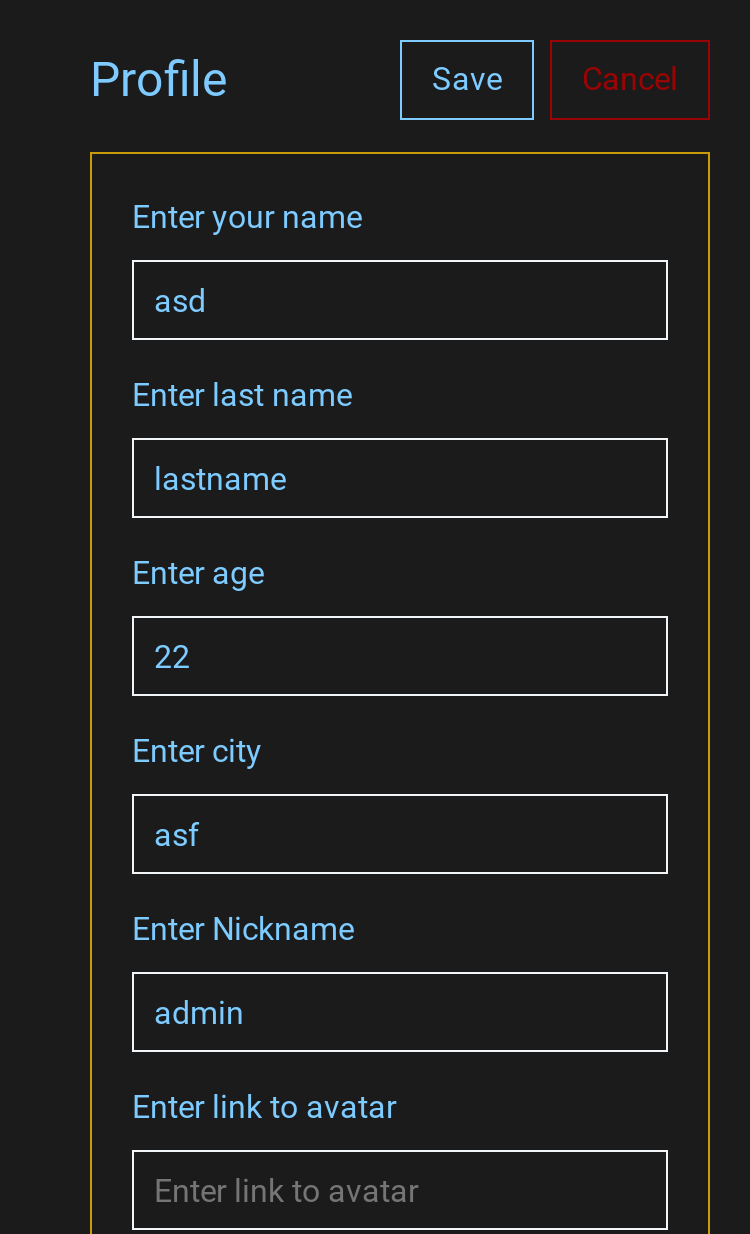 Profile
Save
Cancel
Enter your name
asd
Enter last name
lastname
Enter age
22
Enter city
asf
Enter Nickname
admin
Enter link to avatar
Enter link to avatar